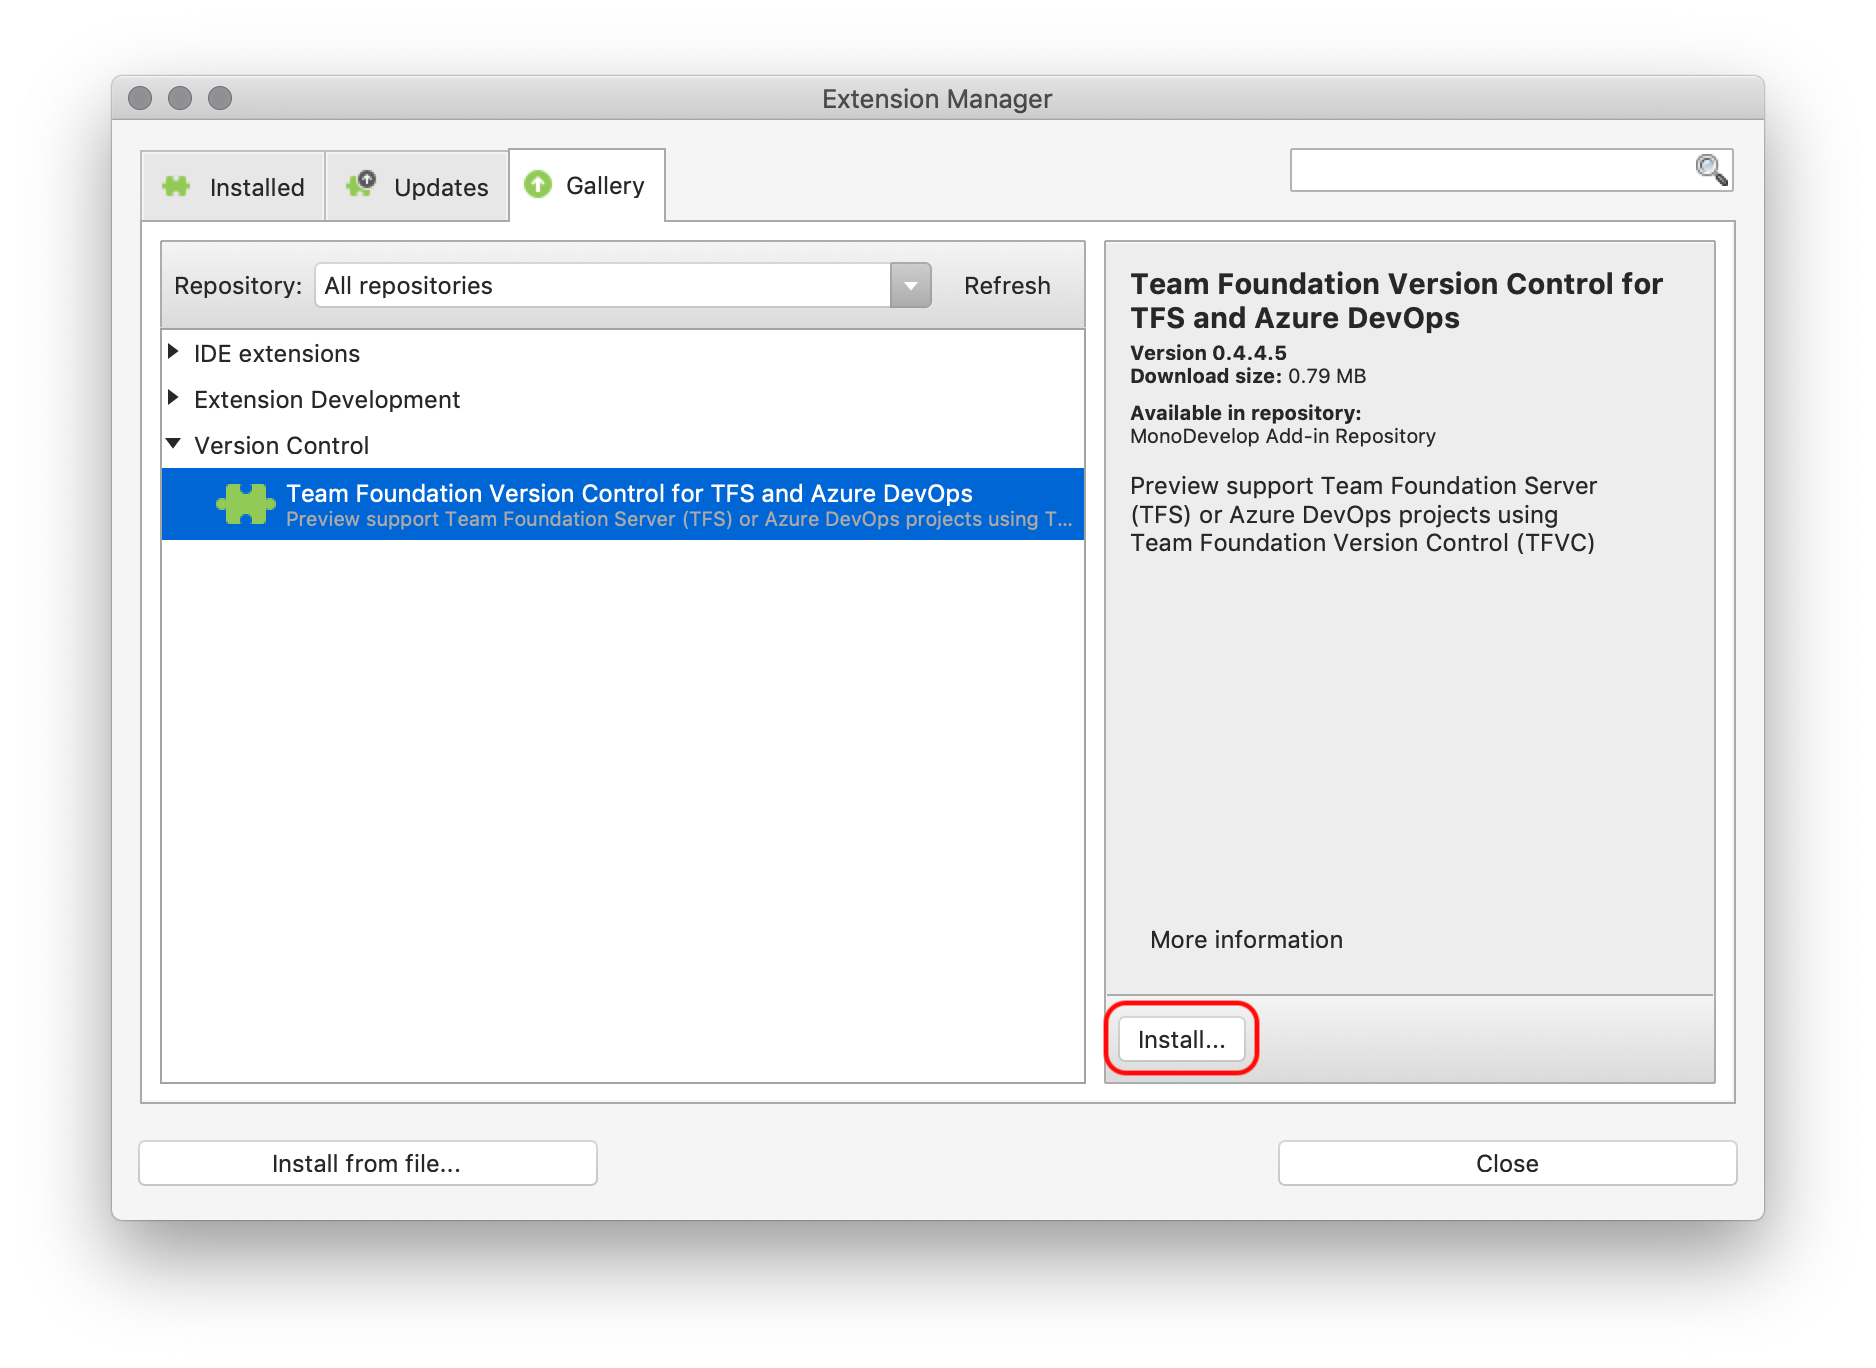 Extension Manager
Installed
Updates
Gallery
Repository:
All repositories
Refresh
IDE extensions
Extension Development
Version Control
Team Foundation Version Control for TFS and Azure DevOps
Preview support Team Foundation Server (TFS) or Azure DevOps projects using T...
Team Foundation Version Control for
TFS and Azure DevOps
Version 0.4.4.5
Download size: 0.79 MB
Available in repository:
MonoDevelop Add-in Repository
Preview support Team Foundation Server
(TFS) or Azure DevOps projects using
Team Foundation Version Control (TFVC)
More information
Install...
Install from file...
Close